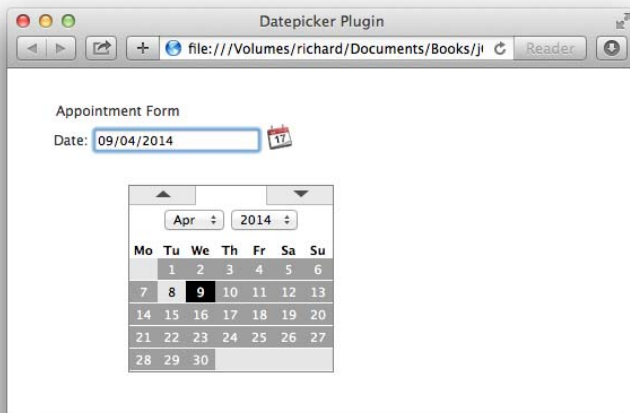 Datepicker Plugin
file:///Volumes/richard/Documents/Books/j
Reader
Appointment Form
Date: 09/04/2014
17
Apr 2014
Mo Tu We Th Fr Sa Su
1 2 3 4 5 6
7 8 9 10 11 12 13
14 15 16 17 18 19 20
21 22 23 24 25 26 27
28 29 30